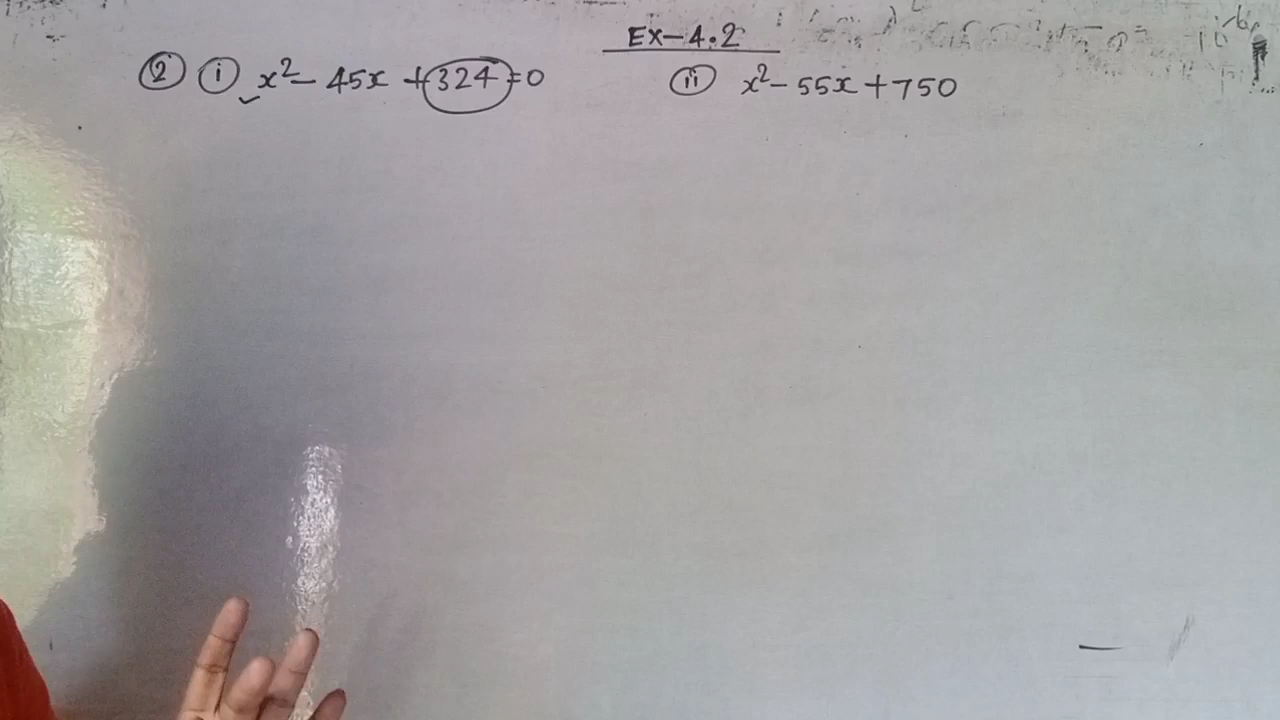 Ex-4.2
② ⓘ x² - 45x + 324 = 0
ⓘⓘ x² - 55x + 750